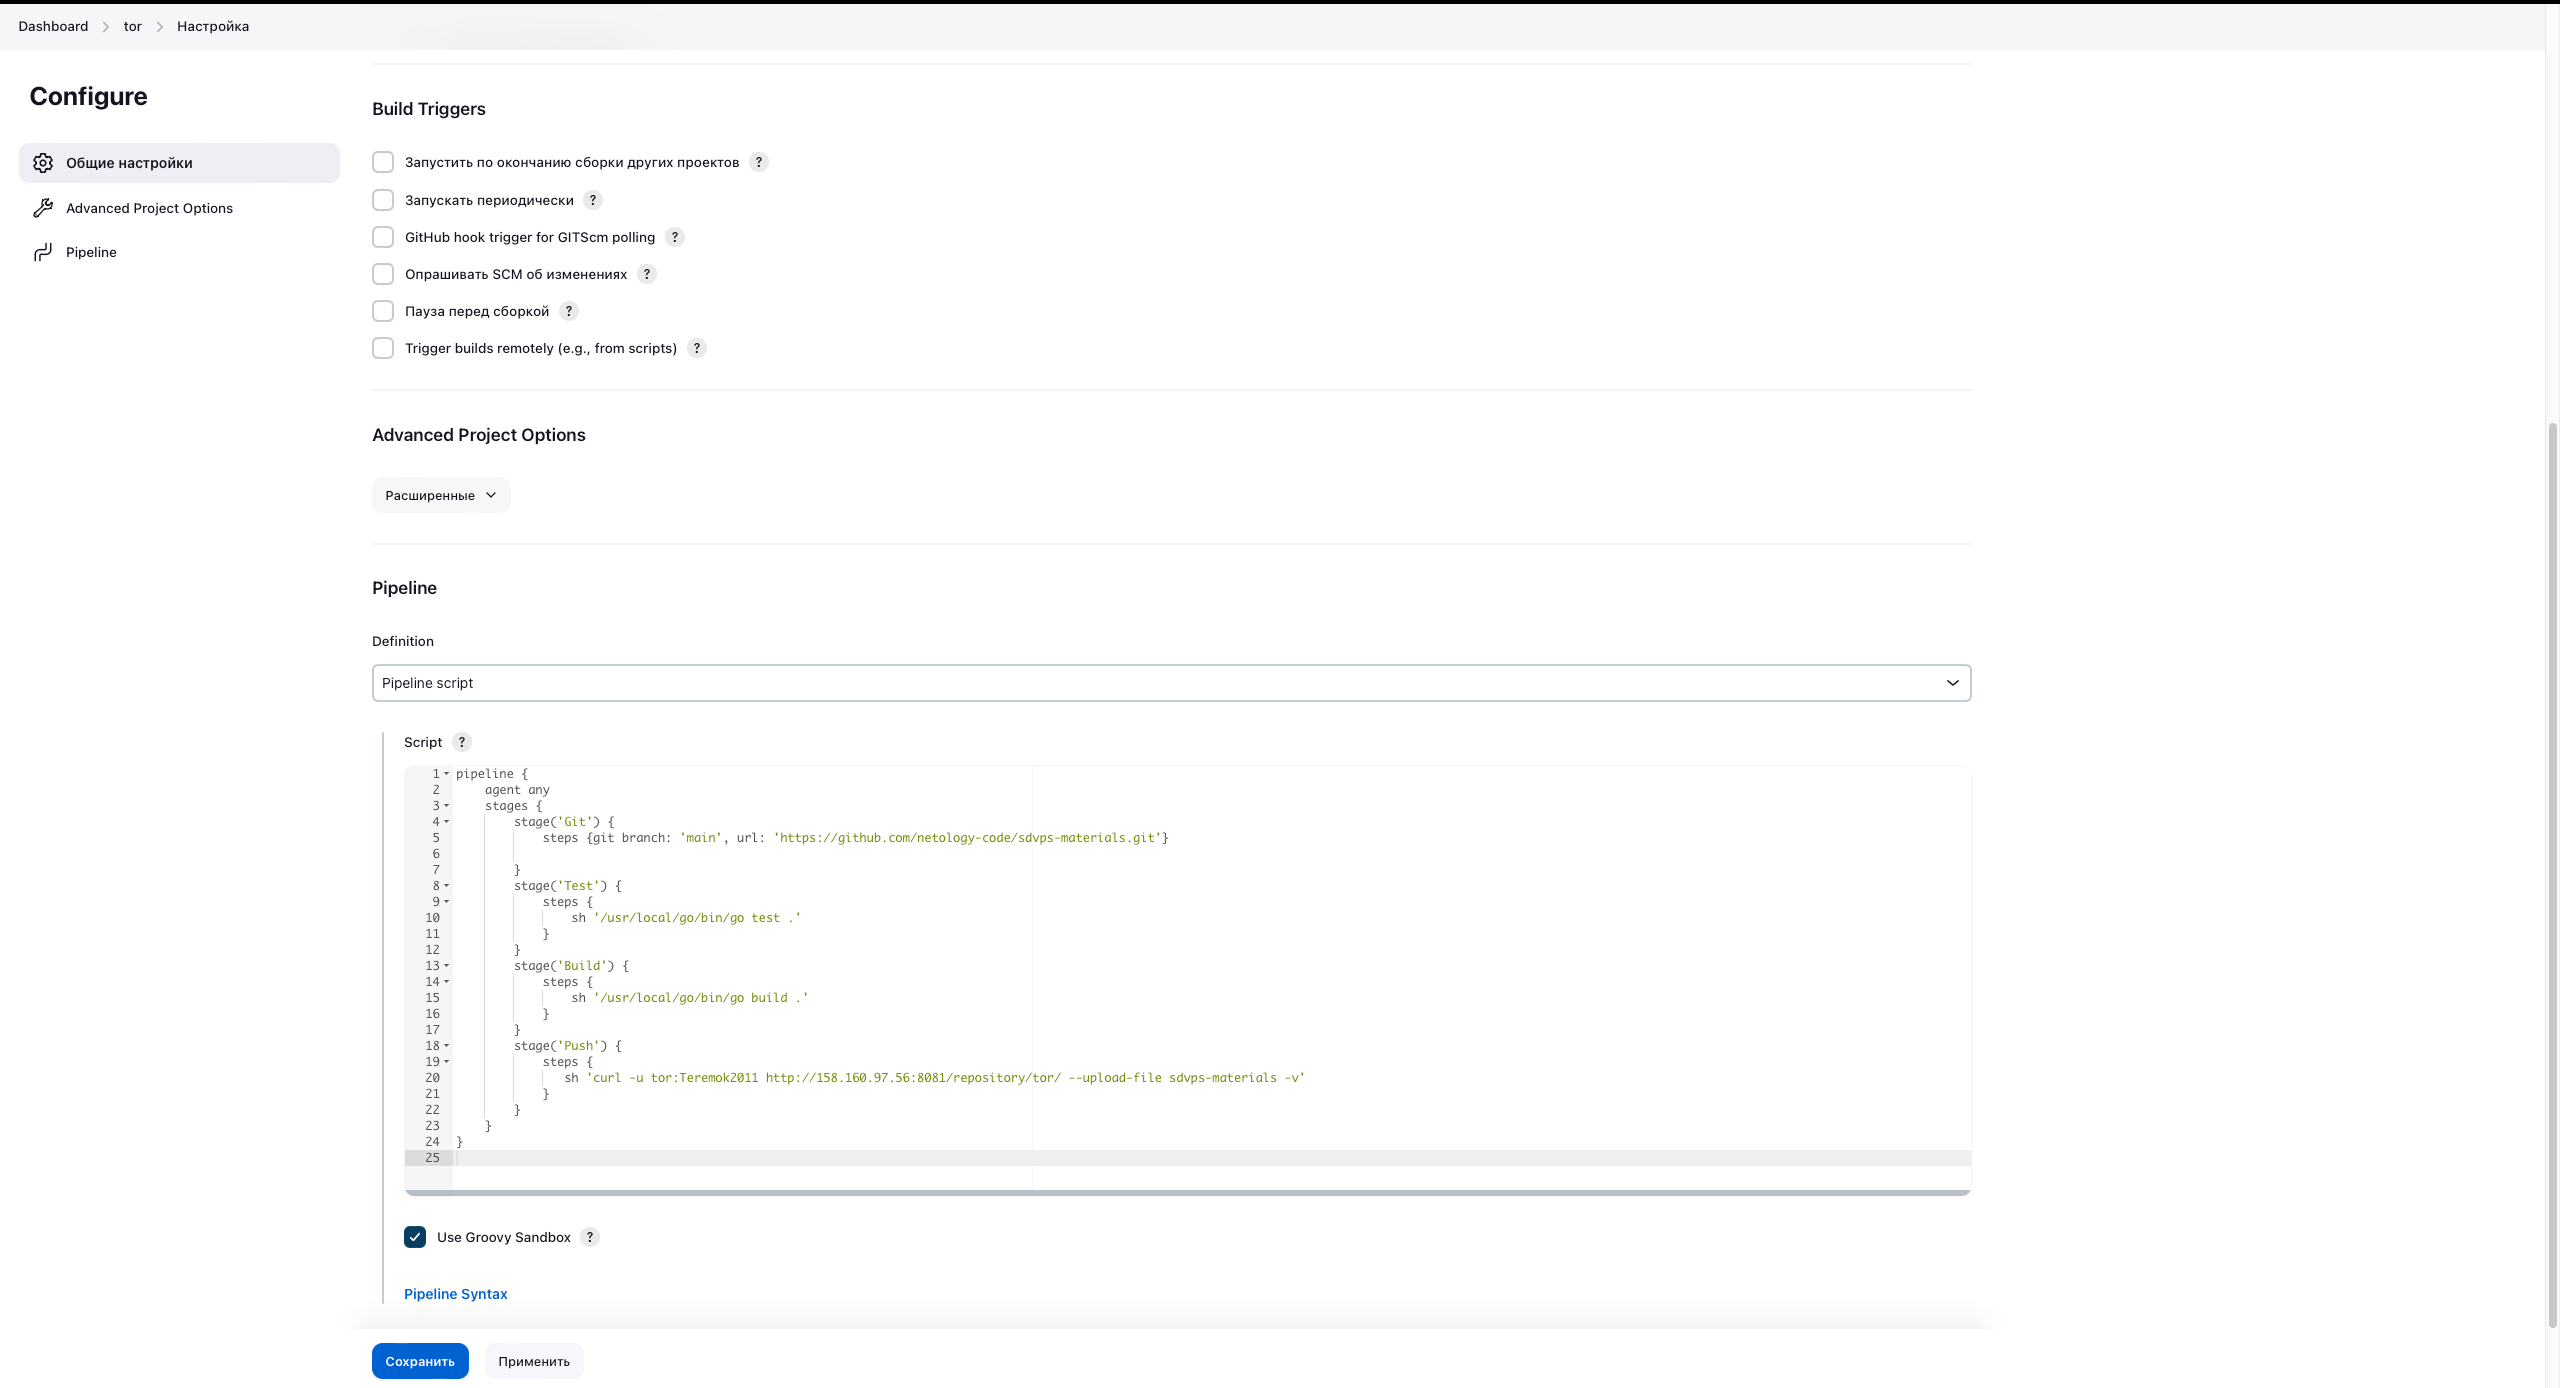 Dashboard > tor > Настройка
Configure
Общие настройки
Advanced Project Options
Pipeline
Build Triggers
Запустить по окончанию сборки других проектов ?
Запускать периодически ?
GitHub hook trigger for GITScm polling ?
Опрашивать SCM об изменениях ?
Пауза перед сборкой ?
Trigger builds remotely (e.g., from scripts) ?
Advanced Project Options
Расширенные
Pipeline
Definition
Pipeline script
Script ?
1 pipeline {
2     agent any
3     stages {
4         stage('Git') {
5             steps {git branch: 'main', url: 'https://github.com/netology-code/sdvps-materials.git'}
6
7         }
8         stage('Test') {
9             steps {
10                 sh '/usr/local/go/bin/go test .'
11             }
12         }
13         stage('Build') {
14             steps {
15                 sh '/usr/local/go/bin/go build .'
16             }
17         }
18         stage('Push') {
19             steps {
20                sh 'curl -u tor:Teremok2011 http://158.160.97.56:8081/repository/tor/ --upload-file sdvps-materials -v'
21             }
22         }
23     }
24 }
25
Use Groovy Sandbox ?
Pipeline Syntax
Сохранить
Применить